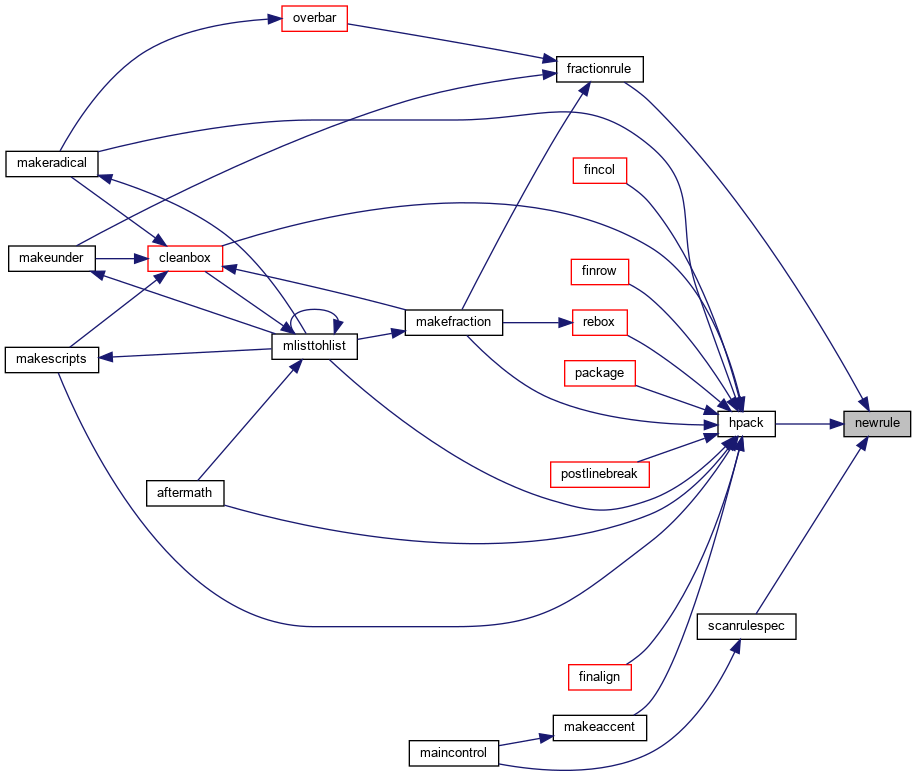 overbar
fractionrule
makeradical
fincol
makeunder
cleanbox
finrow
makefraction
rebox
mlisttohlist
makescripts
package
hpack
newrule
postlinebreak
aftermath
scanrulespec
finalign
makeaccent
maincontrol